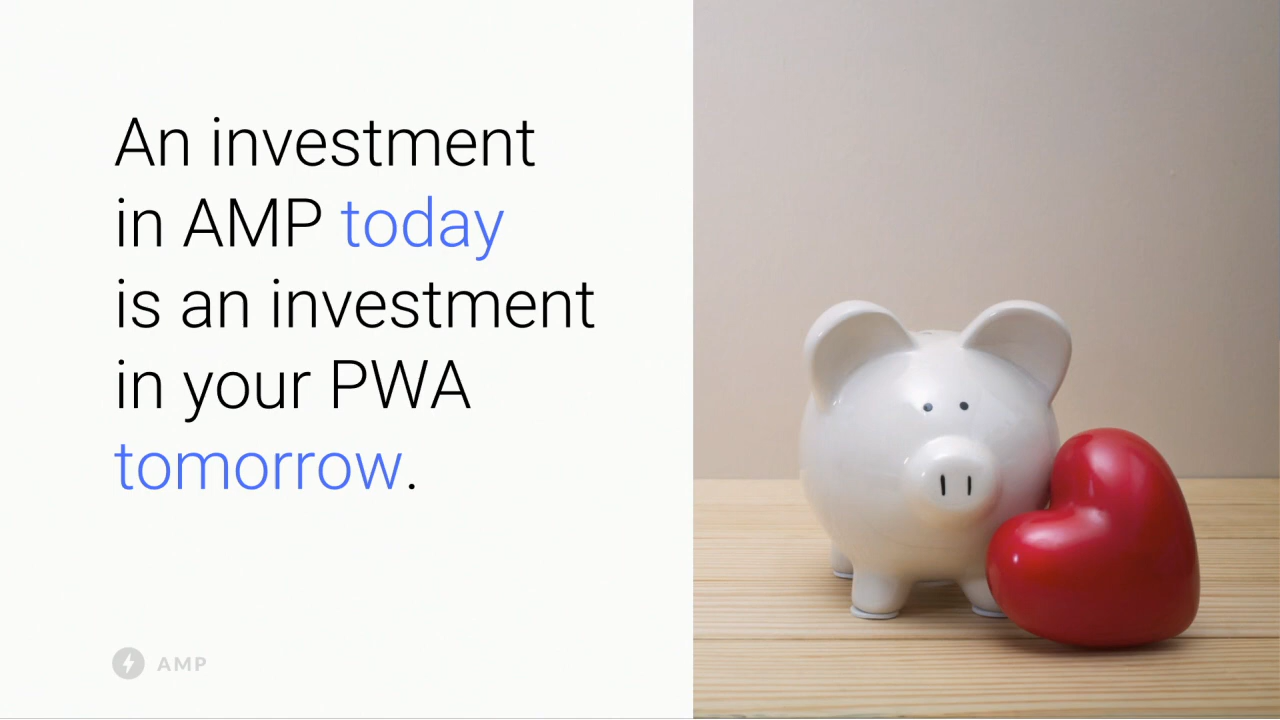 An investment
in AMP today
is an investment
in your PWA
tomorrow.
AMP